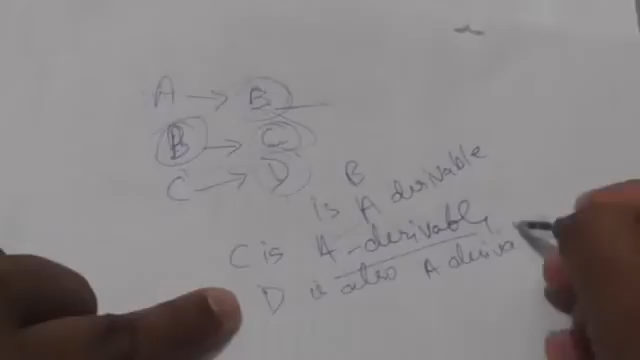 A → B
B → C
C → D
B
is A derivable
C is A-derivable
D is also A deriva